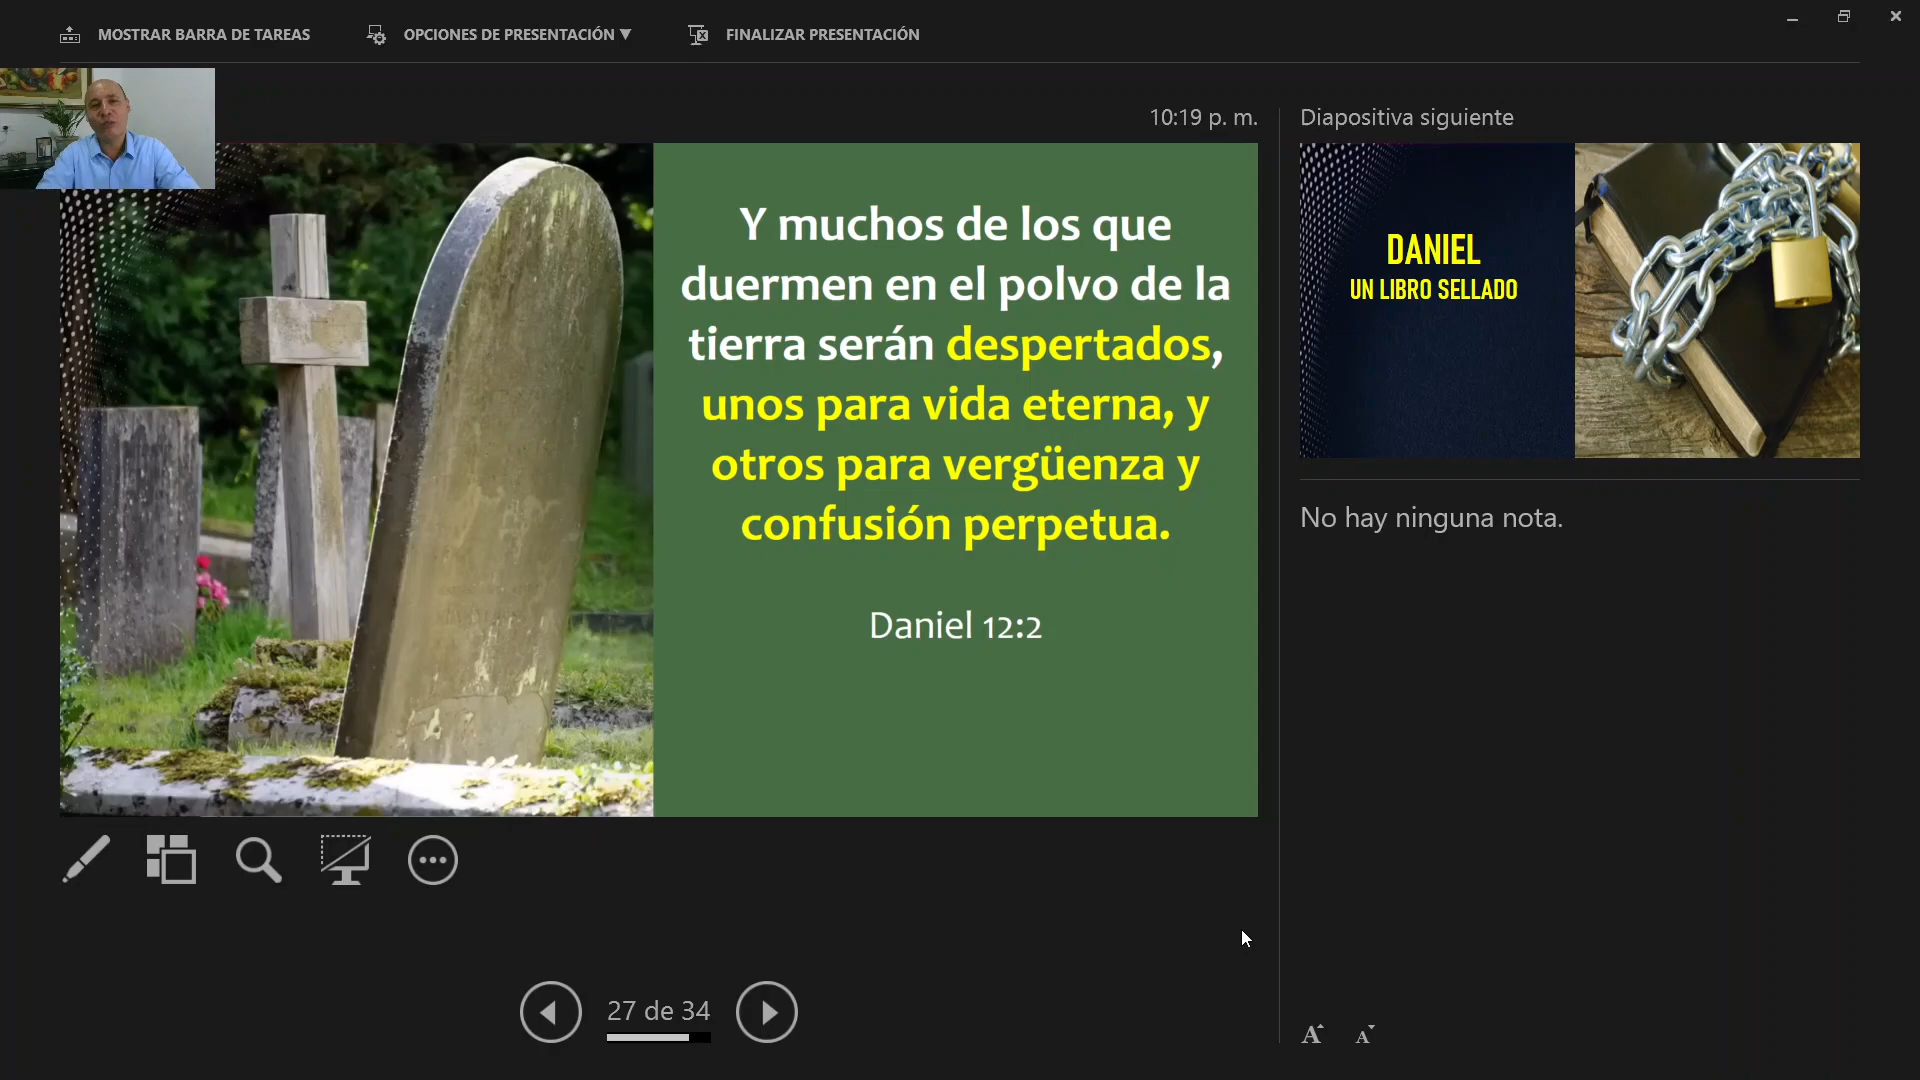 MOSTRAR BARRA DE TAREAS
OPCIONES DE PRESENTACIÓN ▼
FINALIZAR PRESENTACIÓN
10:19 p. m.
Y muchos de los que
duermen en el polvo de la
tierra serán despertados,
unos para vida eterna, y
otros para vergüenza y
confusión perpetua.
Daniel 12:2
27 de 34
Diapositiva siguiente
DANIEL
UN LIBRO SELLADO
No hay ninguna nota.
A A